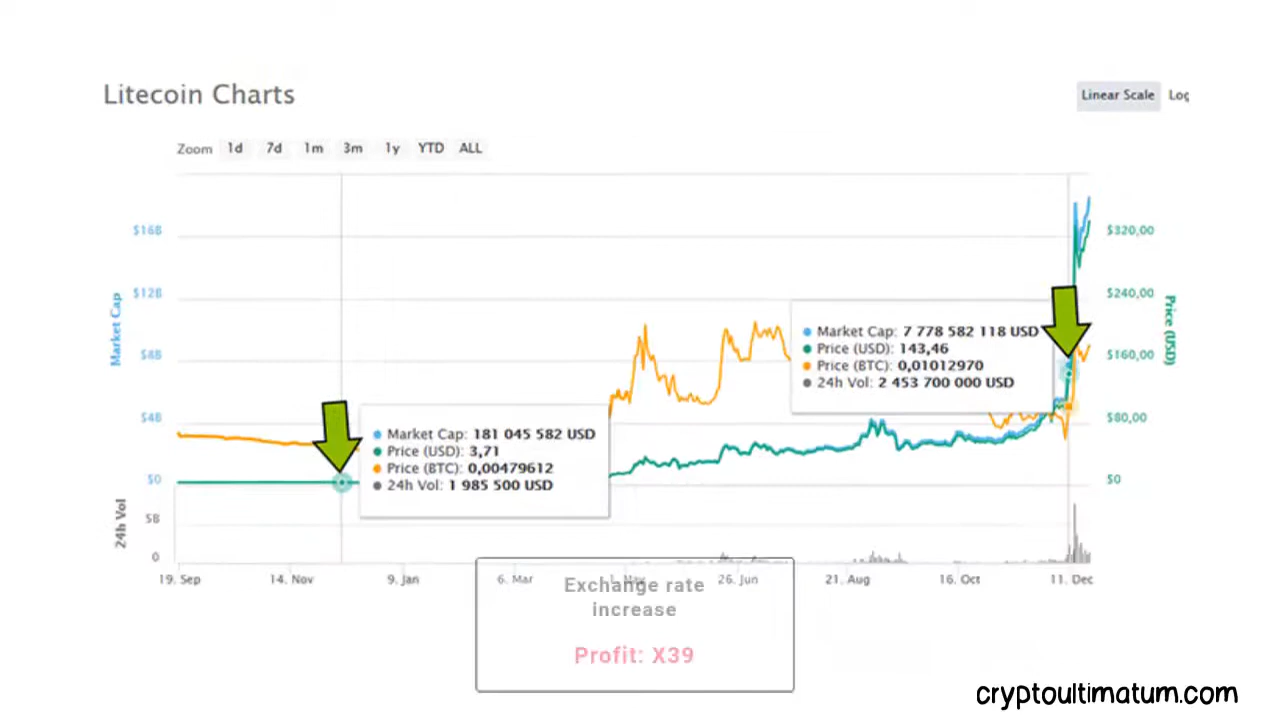 Litecoin Charts
Linear Scale Log
Zoom 1d 7d 1m 3m 1y YTD ALL
$16B
$320,00
$12B
$240,00
Market Cap
Price (USD)
Market Cap: 7 778 582 118 USD
Price (USD): 143,46
Price (BTC): 0,01012970
24h Vol: 2 453 700 000 USD
$4B
$160,00
$4B
$80,00
Market Cap: 181 045 582 USD
Price (USD): 3,71
Price (BTC): 0,00479612
24h Vol: 1 985 500 USD
$0
$0
24h Vol
5B
0
19. Sep 14. Nov 9. Jan 6. Mar 1. May 26. Jun 21. Aug 16. Oct 11. Dec
Exchange rate
increase
Profit: X39
cryptoultimatum.com